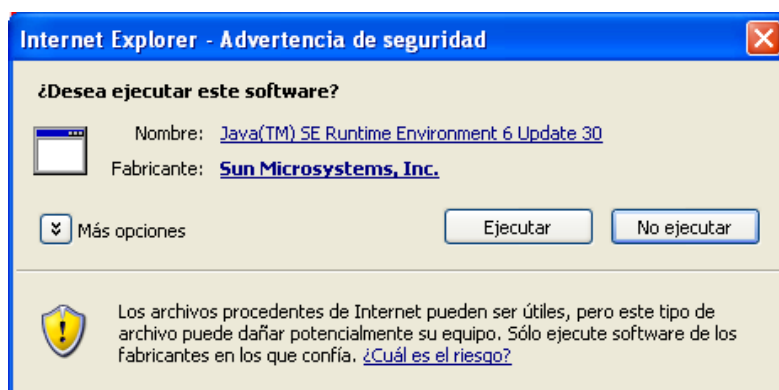 Internet Explorer - Advertencia de seguridad
¿Desea ejecutar este software?
Nombre: Java(TM) SE Runtime Environment 6 Update 30
Fabricante: Sun Microsystems, Inc.
Más opciones Ejecutar No ejecutar
Los archivos procedentes de Internet pueden ser útiles, pero este tipo de
archivo puede dañar potencialmente su equipo. Sólo ejecute software de los
fabricantes en los que confía. ¿Cuál es el riesgo?